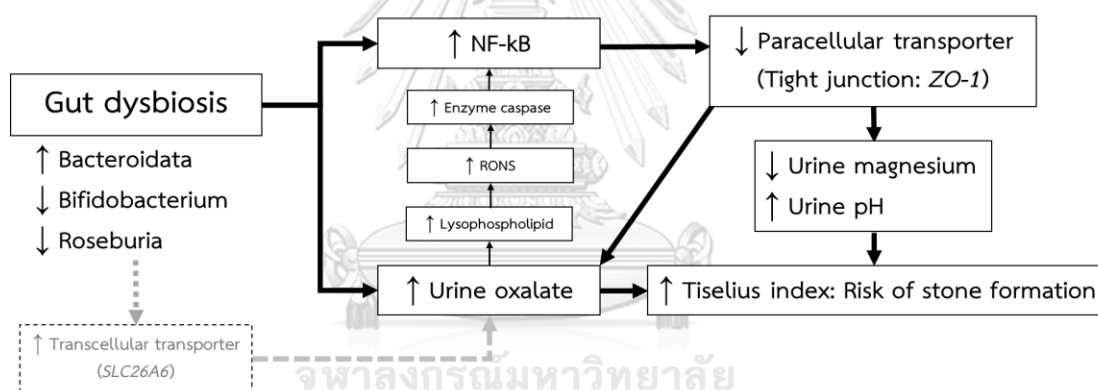 Gut dysbiosis
↑ Bacteroidata
↓ Bifidobacterium
↓ Roseburia
↑ Transcellular transporter
(SLC26A6)
↑ NF-kB
↑ Enzyme caspase
↑ RONS
↑ Lysophospholipid
↑ Urine oxalate
↓ Paracellular transporter
(Tight junction: ZO-1)
↓ Urine magnesium
↑ Urine pH
↑ Tiselius index: Risk of stone formation
จุฬาลงกรณ์มหาวิทยาลัย